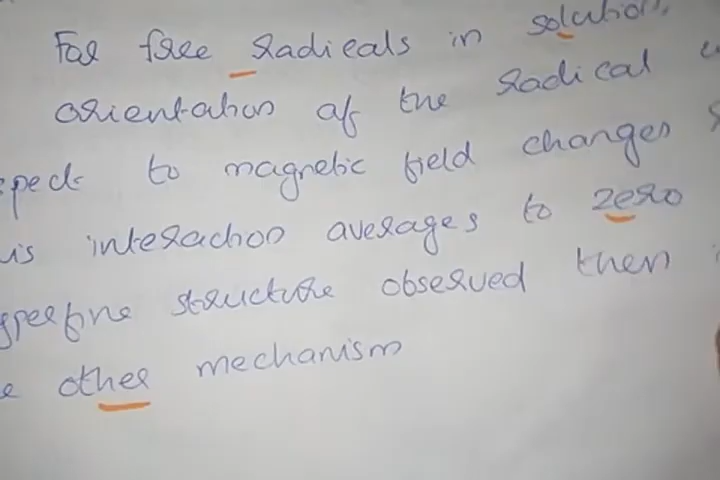 For free radicals in solution,
orientation of the radical
to magnetic field changes
is interaction averages to zero
structure observed then
other mechanism